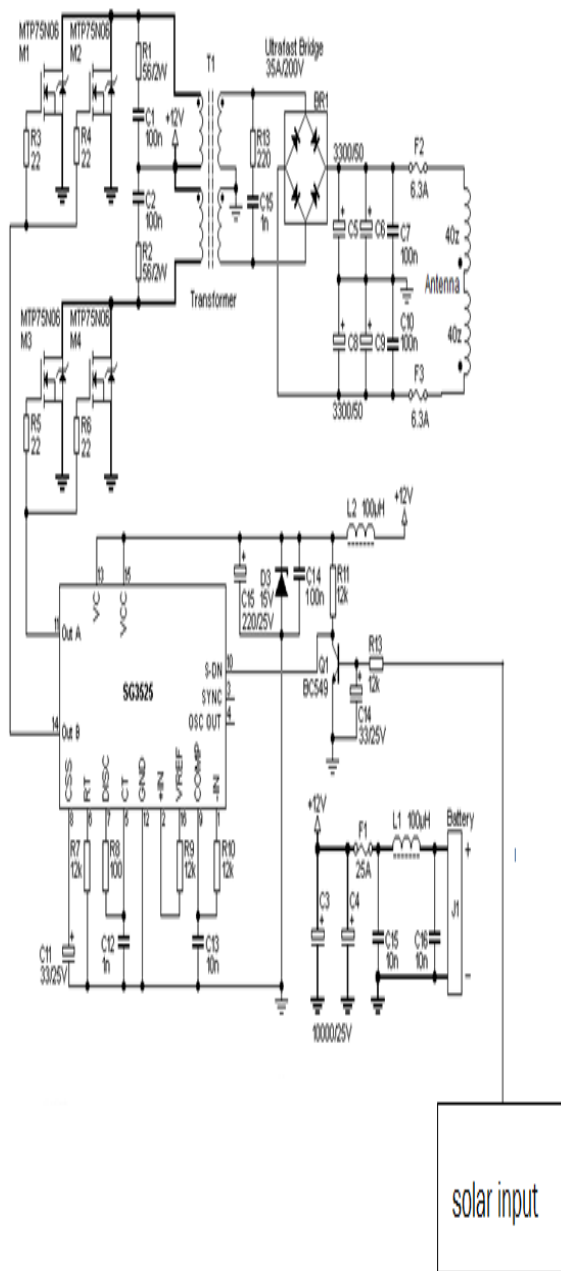 MTP75N06
M1
MTP75N06
M2
R1
56/2W
C1
100n
+12V
T1
Ultrafast Bridge
35A/200V
BR1
R3
22
R4
22
R13
220
C15
1n
C2
100n
R2
56/2W
Transformer
3300/50
C5
C6
C7
100n
F2
6.3A
40z
Antenna
40z
C8
C9
C10
100n
3300/50
F3
6.3A
MTP75N06
M3
MTP75N06
M4
R5
22
R6
22
L2 100µH
+12V
13
15
VC
VCC
C15
220/25V
D3
15V
C14
100n
R11
12k
11
Out A
SG3525
S-DN
10
SYNC
3
OSC OUT
4
14
Out B
Q1
BC549
R13
12k
C14
33/25V
CSS
RT
DISC
CT
GND
+IN
VREF
COMP
-IN
8
6
7
5
12
2
16
9
1
R7
12k
R8
100
R9
12k
R10
12k
C11
33/25V
C12
1n
C13
10n
+12V
F1
25A
L1 100µH
Battery
+
J1
-
C3
C4
C15
10n
C16
10n
10000/25V
solar input